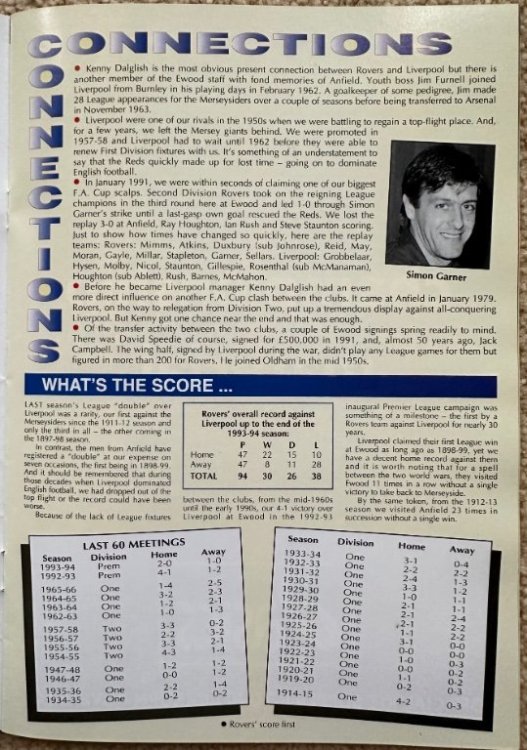 CONNECTIONS
CONNECTIONS
• Kenny Dalglish is the most obvious present connection between Rovers and Liverpool but there is
another member of the Ewood staff with fond memories of Anfield. Youth boss Jim Furnell joined
Liverpool from Burnley in his playing days in February 1962. A goalkeeper of some pedigree, Jim made
28 League appearances for the Merseysiders over a couple of seasons before being transferred to Arsenal
in November 1963.
• Liverpool were one of our rivals in the 1950s when we were battling to regain a top-flight place. And,
for a few years, we left the Mersey giants behind. We were promoted in
1957-58 and Liverpool had to wait until 1962 before they were able to
renew First Division fixtures with us. It's something of an understatement to
say that the Reds quickly made up for lost time – going on to dominate
English football.
• In January 1991, we were within seconds of claiming one of our biggest
F.A. Cup scalps. Second Division Rovers took on the reigning League
champions in the third round here at Ewood and led 1-0 through Simon
Garner's strike until a last-gasp own goal rescued the Reds. We lost the
replay 3-0 at Anfield, Ray Houghton, Ian Rush and Steve Staunton scoring.
Just to show how times have changed so quickly, here are the replay
teams: Rovers: Mimms, Atkins, Duxbury (sub Johnrose), Reid, May,
Moran, Gayle, Millar, Stapleton, Garner, Sellars. Liverpool: Grobbelaar,
Hysen, Molby, Nicol, Staunton, Gillespie, Rosenthal (sub McManaman),
Houghton (sub Ablett), Rush, Barnes, McMahon.
Simon Garner
• Before he became Liverpool manager Kenny Dalglish had an even
more direct influence on another F.A. Cup clash between the clubs. It came at Anfield in January 1979.
Rovers, on the way to relegation from Division Two, put up a tremendous display against all-conquering
Liverpool. But Kenny got one chance near the end and that was enough.
• Of the transfer activity between the two clubs, a couple of Ewood signings spring readily to mind.
There was David Speedie of course, signed for £500,000 in 1991, and, almost 50 years ago, Jack
Campbell. The wing half, signed by Liverpool during the war, didn't play any League games for them but
figured in more than 200 for Rovers. He joined Oldham in the mid 1950s.
WHAT'S THE SCORE ...
LAST season's League "double" over
Liverpool was a rarity, our first against the
Merseysiders since the 1911-12 season and
only the third in all – the other coming in
the 1897-98 season.
In contrast, the men from Anfield have
registered a "double" at our expense on
seven occasions, the first being in 1898-99.
And it should be remembered that during
those decades when Liverpool dominated
English football, we had dropped out of the
top flight or the record could have been
worse.
Because of the lack of League fixtures
Rovers' overall record against
Liverpool up to the end of the
1993-94 season:
P W D L
Home 47 22 15 10
Away 47 8 11 28
TOTAL 94 30 26 38
between the clubs, from the mid-1960s
until the early 1990s, our 4-1 victory over
Liverpool at Ewood in the 1992-93
inaugural Premier League campaign was
something of a milestone – the first by a
Rovers team against Liverpool for nearly 30
years.
Liverpool claimed their first League win
at Ewood as long ago as 1898-99, yet we
have a decent home record against them
and it is worth noting that for a spell
between the two world wars, they visited
Ewood 11 times in a row without a single
victory to take back to Merseyside.
By the same token, from the 1912-13
season we visited Anfield 23 times in
succession without a single win.
LAST 60 MEETINGS
Season Division Home Away
1993-94 Prem 2-0 1-0
1992-93 Prem 4-1 1-2
1965-66 One 1-4 2-5
1964-65 One 3-2 2-3
1963-64 One 1-2 2-1
1962-63 One 1-0 1-3
1957-58 Two 3-3 0-2
1956-57 Two 2-2 3-2
1955-56 Two 3-3 2-1
1954-55 Two 4-3 1-4
1947-48 One 1-2 1-2
1946-47 One 0-0 1-2
1935-36 One 2-2 1-4
1934-35 One 0-2 0-2
Season Division Home Away
1933-34 One 3-1 0-4
1932-33 One 2-2 2-2
1931-32 One 2-4 1-3
1930-31 One 3-3 1-2
1929-30 One 1-0 1-1
1928-29 One 2-1 1-1
1927-28 One 2-1 2-4
1926-27 One 2-1 2-2
1925-26 One 1-1 2-2
1924-25 One 3-1 0-0
1923-24 One 0-0 0-0
1922-23 One 1-0 0-3
1921-22 One 0-0 0-2
1920-21 One 1-1 0-2
1919-20 One 0-2 0-3
1914-15 One 4-2 0-3
• Rovers' score first